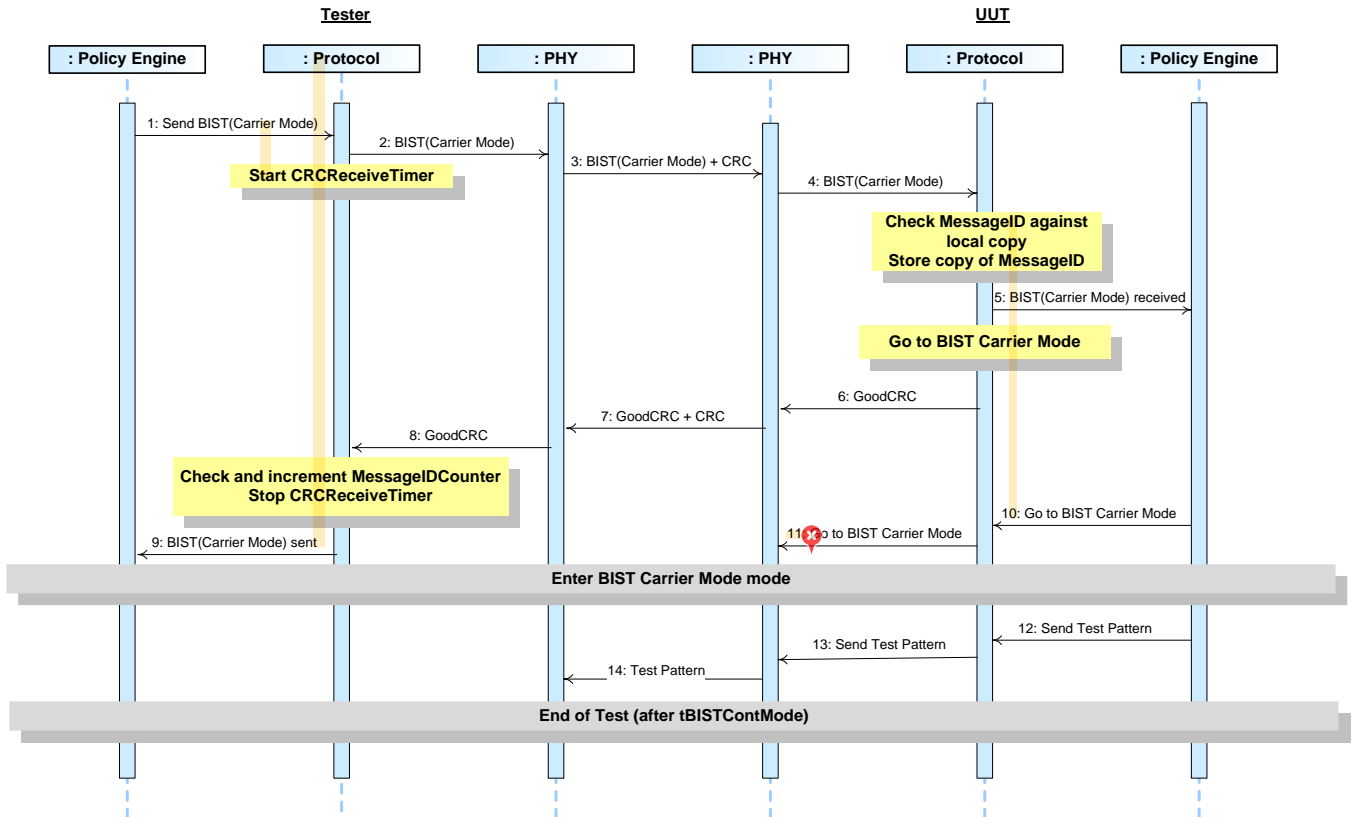 Tester
UUT
: Policy Engine
: Protocol
: PHY
: PHY
: Protocol
: Policy Engine
1: Send BIST(Carrier Mode)
2: BIST(Carrier Mode)
3: BIST(Carrier Mode) + CRC
Start CRCReceiveTimer
4: BIST(Carrier Mode)
Check MessageID against
local copy
Store copy of MessageID
5: BIST(Carrier Mode) received
Go to BIST Carrier Mode
6: GoodCRC
7: GoodCRC + CRC
8: GoodCRC
Check and increment MessageIDCounter
Stop CRCReceiveTimer
10: Go to BIST Carrier Mode
11: Go to BIST Carrier Mode
9: BIST(Carrier Mode) sent
Enter BIST Carrier Mode mode
12: Send Test Pattern
13: Send Test Pattern
14: Test Pattern
End of Test (after tBISTContMode)